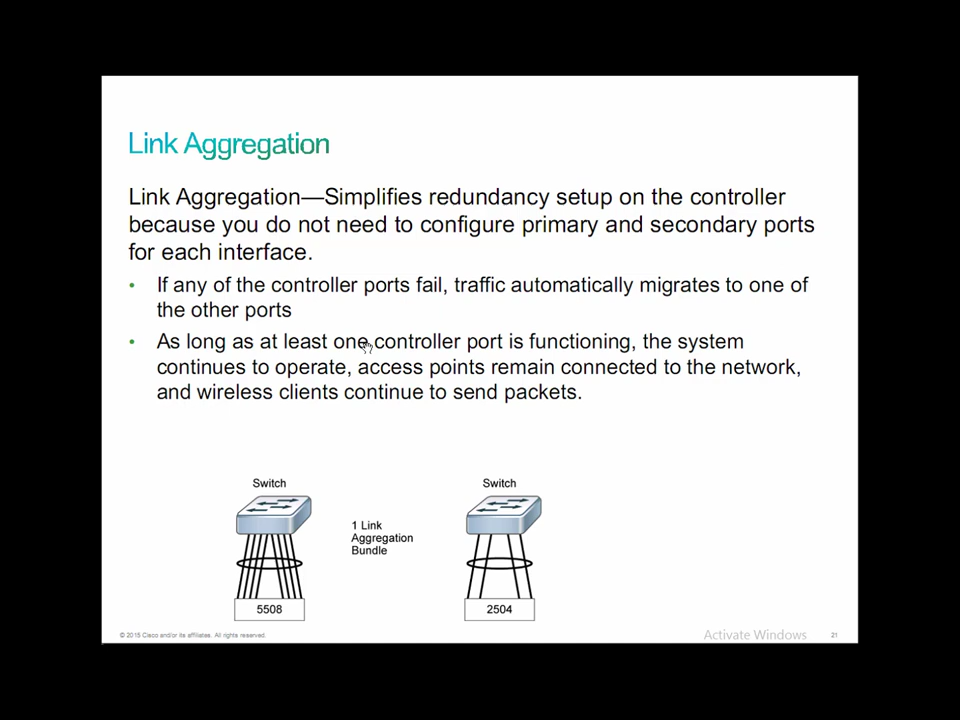 Link Aggregation
Link Aggregation—Simplifies redundancy setup on the controller
because you do not need to configure primary and secondary ports
for each interface.
• If any of the controller ports fail, traffic automatically migrates to one of
the other ports
• As long as at least one controller port is functioning, the system
continues to operate, access points remain connected to the network,
and wireless clients continue to send packets.
Switch
Switch
1 Link
Aggregation
Bundle
5508
2504
© 2015 Cisco and/or its affiliates. All rights reserved.
Activate Windows
21